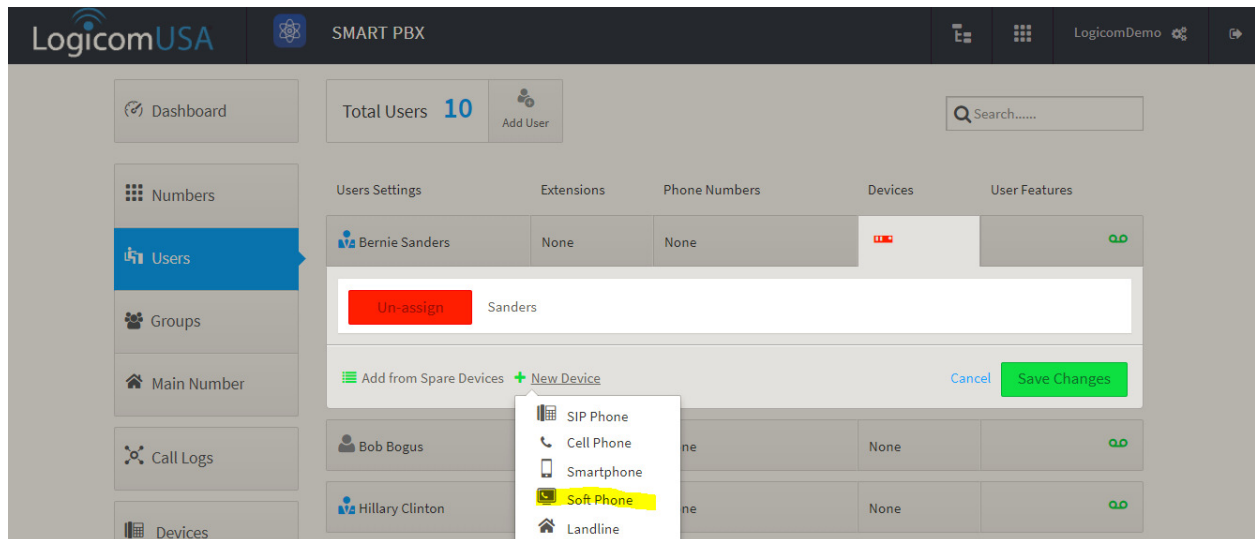 LogicomUSA
SMART PBX
LogicomDemo
Dashboard
Total Users 10
Add User
Search......
Numbers
Users
Groups
Main Number
Call Logs
Devices
Users Settings Extensions Phone Numbers Devices User Features
Bernie Sanders None None
Un-assign Sanders
Add from Spare Devices + New Device
Cancel Save Changes
SIP Phone
Cell Phone
Smartphone
Soft Phone
Landline
Bob Bogus ne None
Hillary Clinton ne None